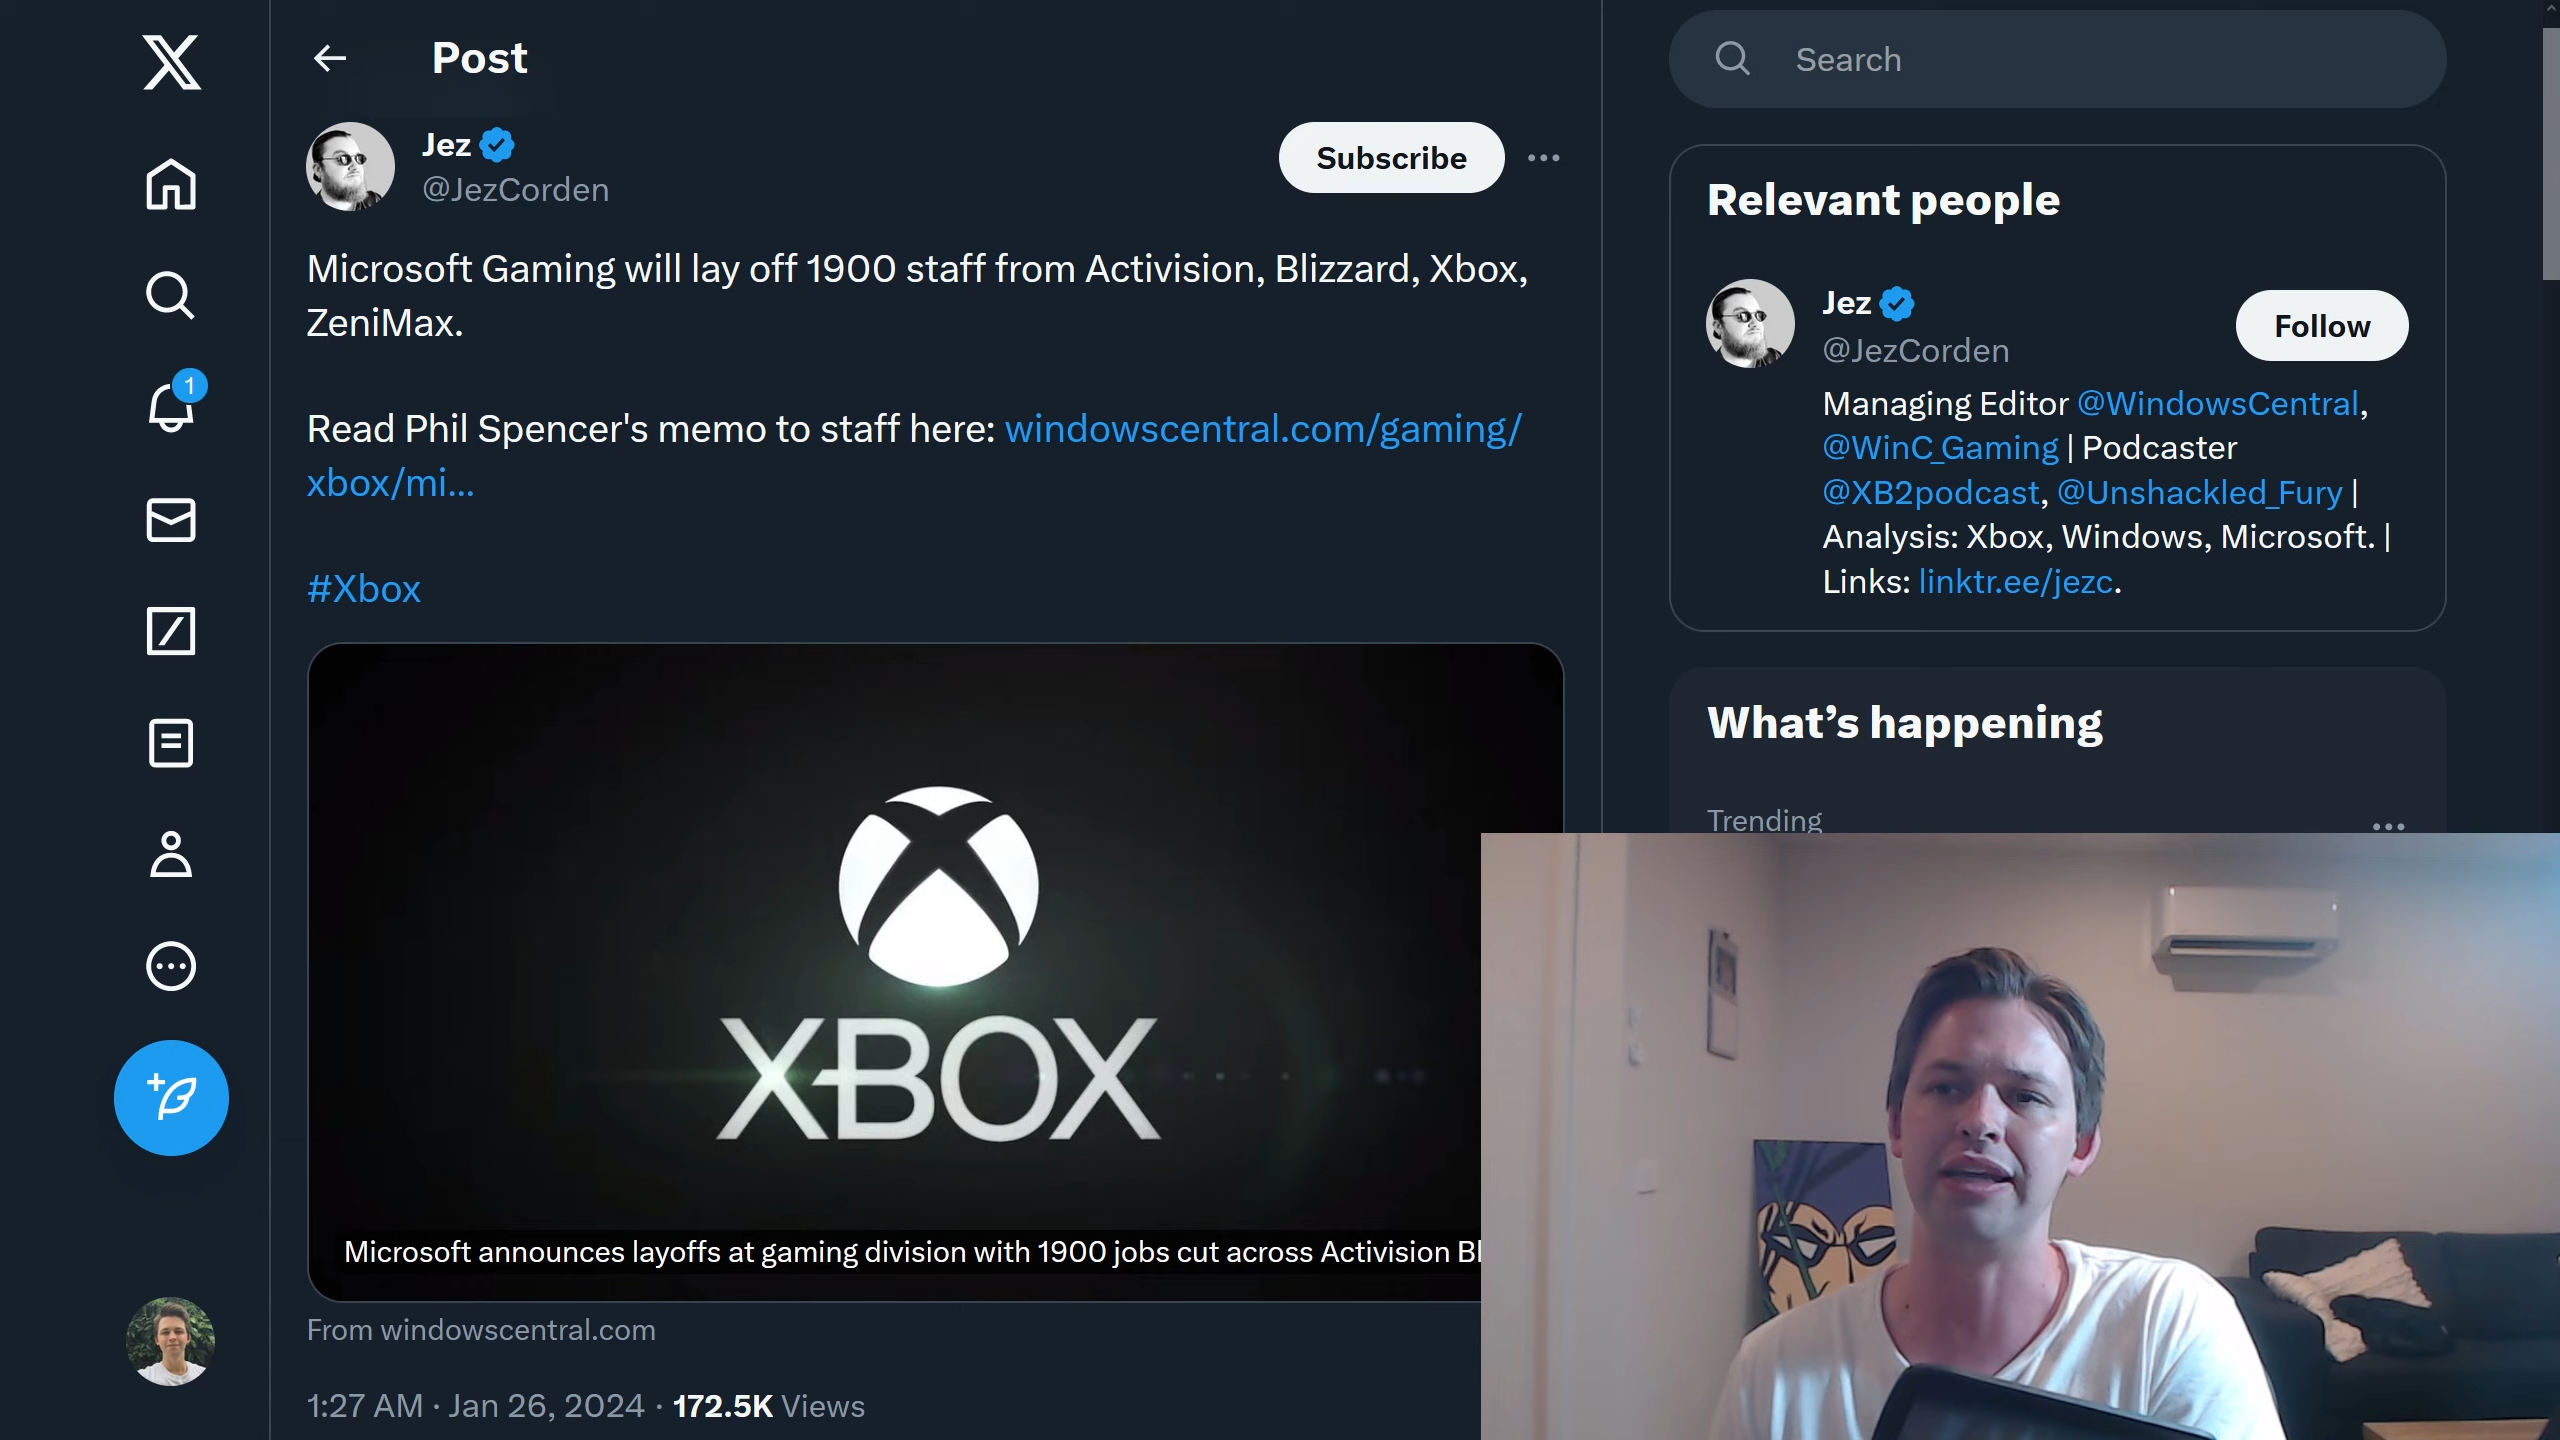 Post
Jez
@JezCorden
Subscribe
Microsoft Gaming will lay off 1900 staff from Activision, Blizzard, Xbox,
ZeniMax.
Read Phil Spencer's memo to staff here: windowscentral.com/gaming/
xbox/mi...
#Xbox
XBOX
Microsoft announces layoffs at gaming division with 1900 jobs cut across Activision Bl
From windowscentral.com
1:27 AM · Jan 26, 2024 · 172.5K Views
1
Search
Relevant people
Jez
@JezCorden
Follow
Managing Editor @WindowsCentral,
@WinC_Gaming | Podcaster
@XB2podcast, @Unshackled_Fury |
Analysis: Xbox, Windows, Microsoft. |
Links: linktr.ee/jezc.
What's happening
Trending